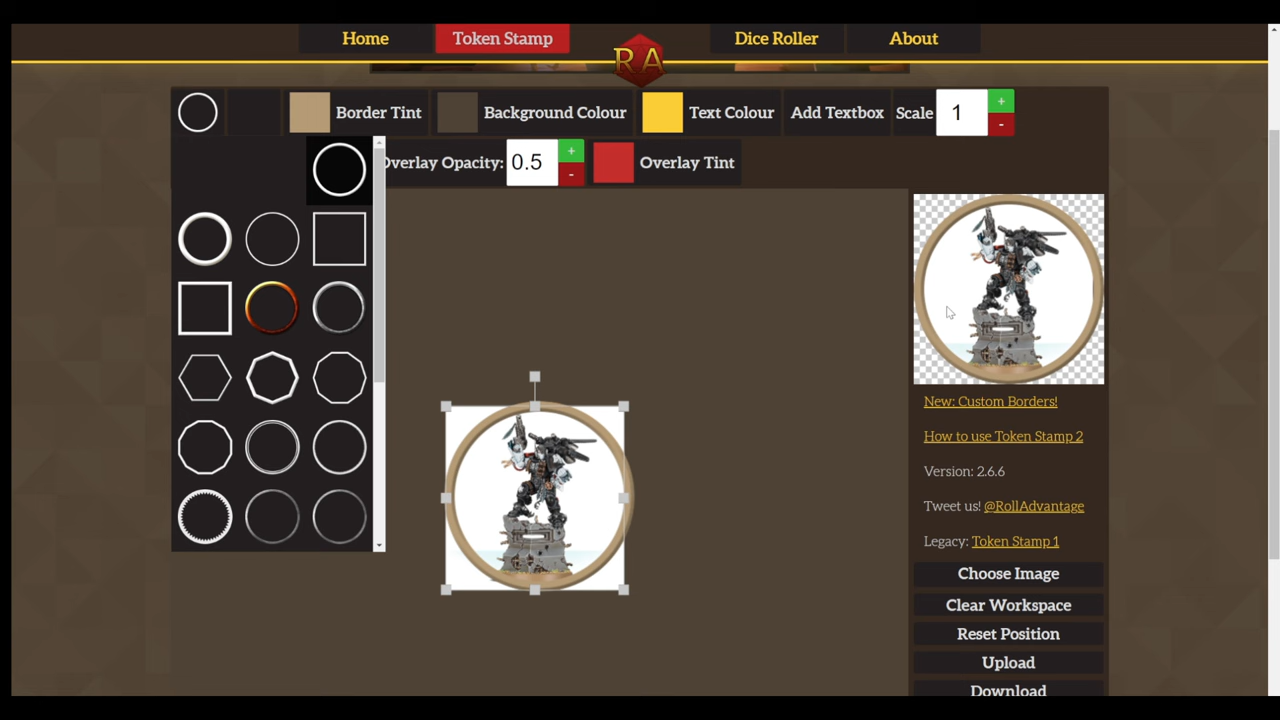 Home Token Stamp RA Dice Roller About
Border Tint Background Colour Text Colour Add Textbox Scale 1 + -
Overlay Opacity: 0.5 + - Overlay Tint
New: Custom Borders!
How to use Token Stamp 2
Version: 2.6.6
Tweet us! @RollAdvantage
Legacy: Token Stamp 1
Choose Image
Clear Workspace
Reset Position
Upload
Download